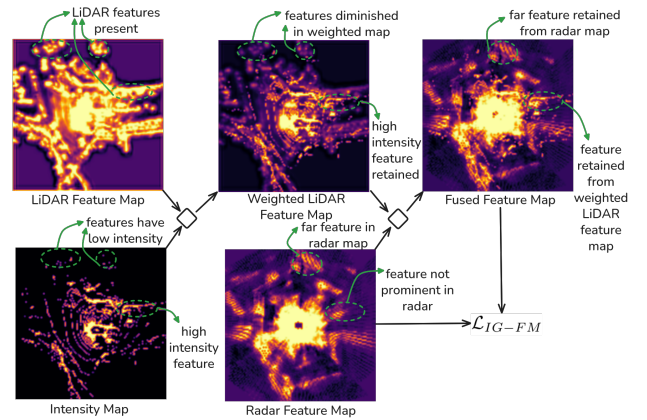 LiDAR features
present
features diminished
in weighted map
far feature retained
from radar map
high
intensity
feature
retained
feature
retained
from
weighted
LiDAR
feature
map
LiDAR Feature Map
Weighted LiDAR
Feature Map
Fused Feature Map
features have
low intensity
far feature in
radar map
feature not
prominent in
radar
high
intensity
feature
ℒ_{IG−FM}
Intensity Map
Radar Feature Map